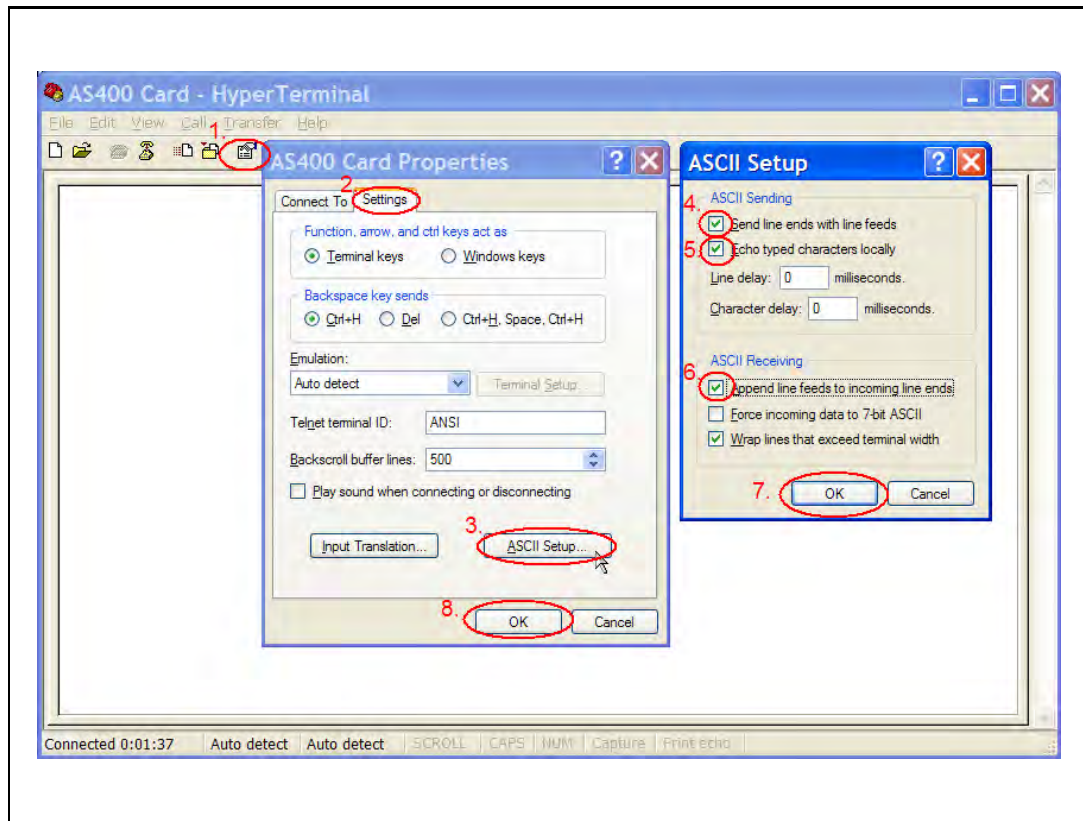 AS400 Card - HyperTerminal
File Edit View Call Transfer Help
1.
AS400 Card Properties
2.
Connect To Settings
Function, arrow, and ctrl keys act as
Terminal keys Windows keys
Backspace key sends
Ctrl+H Del Ctrl+H, Space, Ctrl+H
Emulation:
Auto detect Terminal Setup...
Telnet terminal ID: ANSI
Backscroll buffer lines: 500
Play sound when connecting or disconnecting
3.
Input Translation... ASCII Setup...
8.
OK Cancel
ASCII Setup
ASCII Sending
4. Send line ends with line feeds
5. Echo typed characters locally
Line delay: 0 milliseconds.
Character delay: 0 milliseconds.
ASCII Receiving
6. Append line feeds to incoming line ends
Force incoming data to 7-bit ASCII
Wrap lines that exceed terminal width
7. OK Cancel
Connected 0:01:37 Auto detect Auto detect SCROLL CAPS NUM Capture Print echo